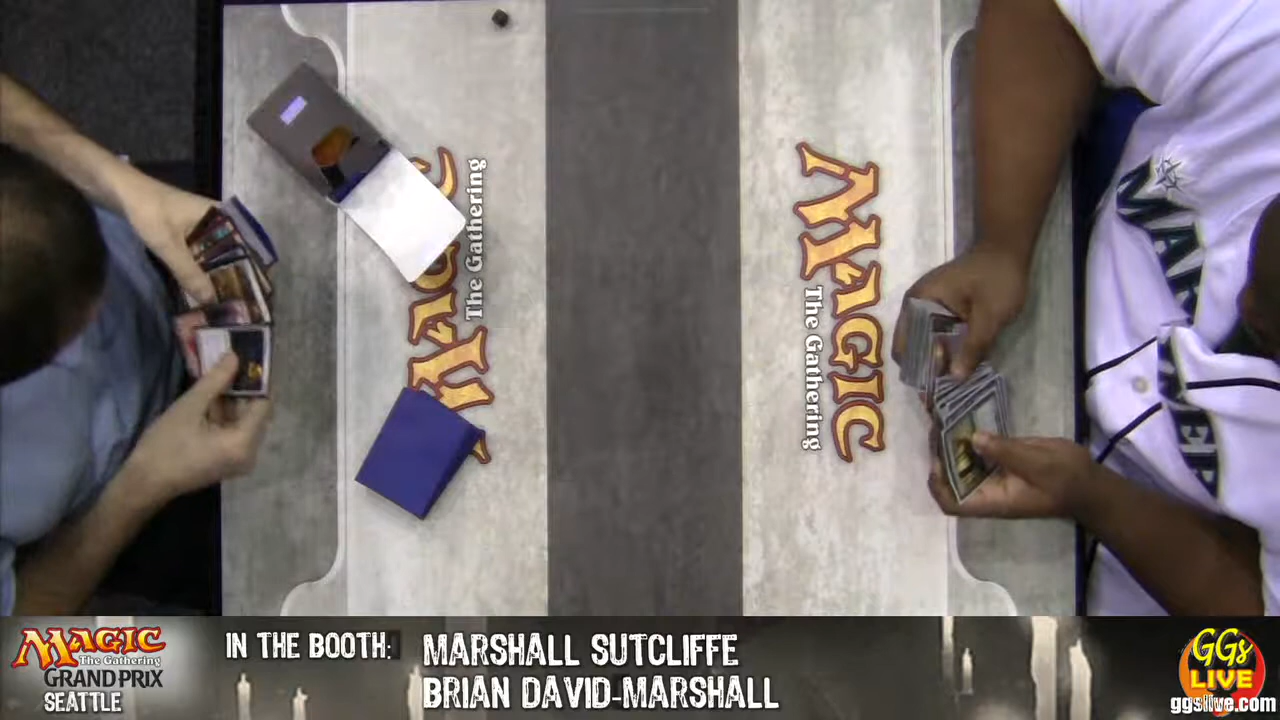 MAGIC
The Gathering
MAGIC
The Gathering
MAGIC
The Gathering
GRAND PRIX
SEATTLE
IN THE BOOTH:
MARSHALL SUTCLIFFE
BRIAN DAVID-MARSHALL
GGs
LIVE
ggslive.com